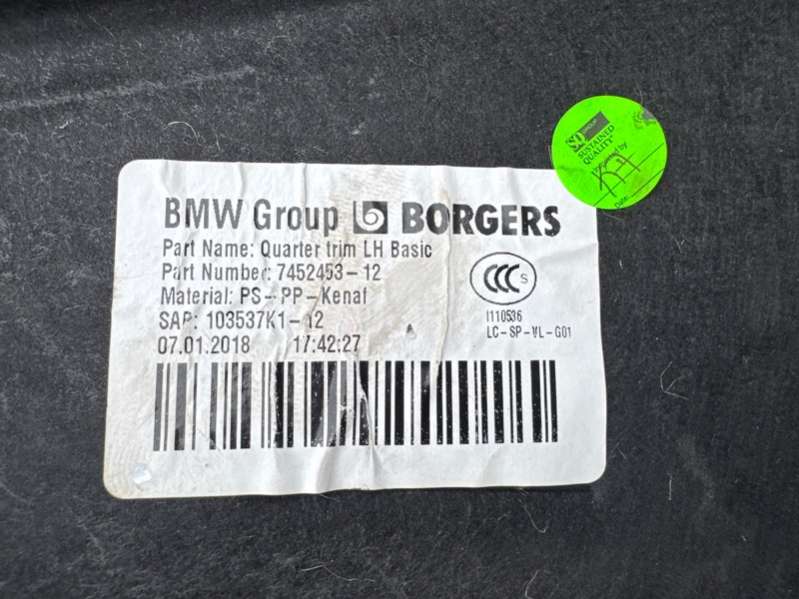 SQ
SUSTAINED
QUALITY
BMW Group BORGERS
Part Name: Quarter trim LH Basic
Part Number: 7452453-12
Material: PS-PP-Kenaf
SAP: 103537K1-12
07.01.2018 17:42:27
CCC S
I110536
LC-SP-VL-G01